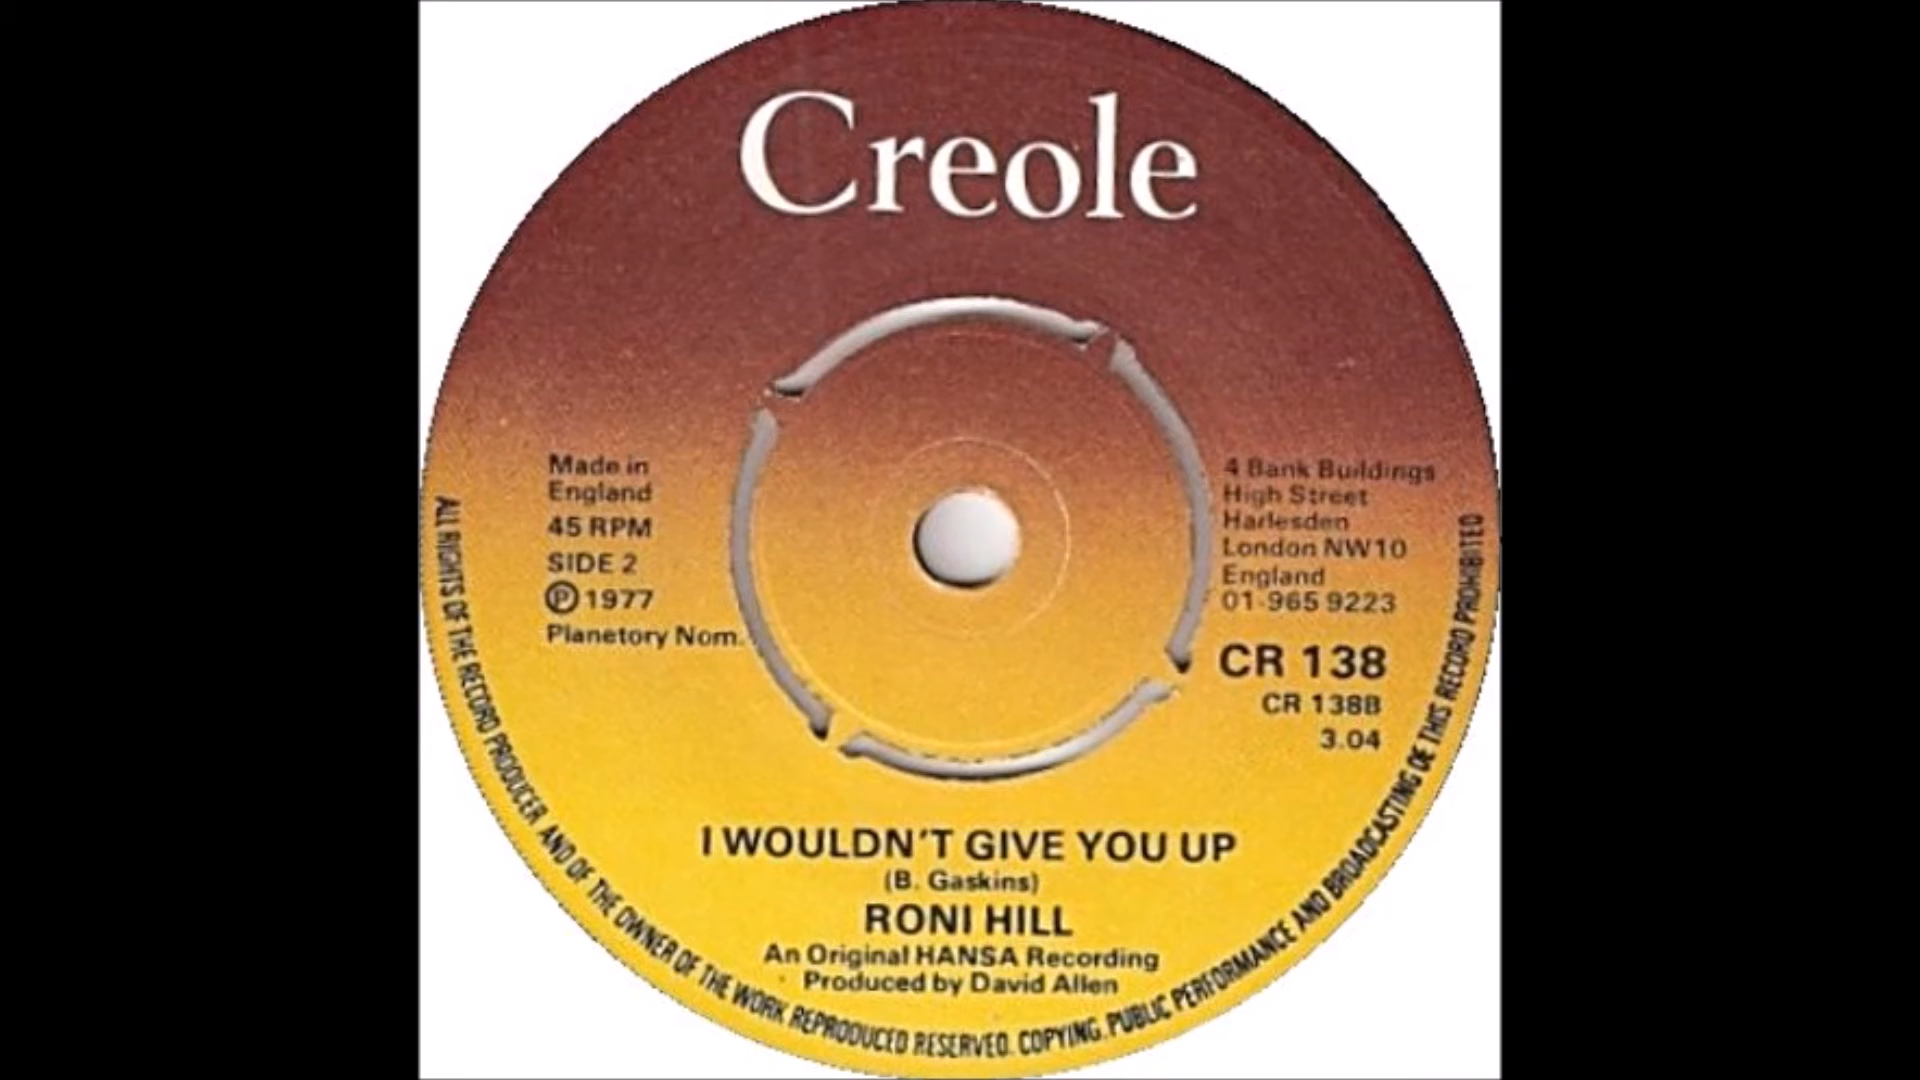 Creole
Made in
England
45 RPM
SIDE 2
Ⓟ 1977
Planetory Nom.
4 Bank Buildings
High Street
Harlesden
London NW10
England
01-965 9223
CR 138
CR 138B
3.04
I WOULDN'T GIVE YOU UP
(B. Gaskins)
RONI HILL
An Original HANSA Recording
Produced by David Allen
ALL RIGHTS OF THE RECORD PRODUCER AND OF THE OWNER OF THE WORK REPRODUCED RESERVED. COPYING. PUBLIC PERFORMANCE AND BROADCASTING OE THIS RECORD PROHIBITED